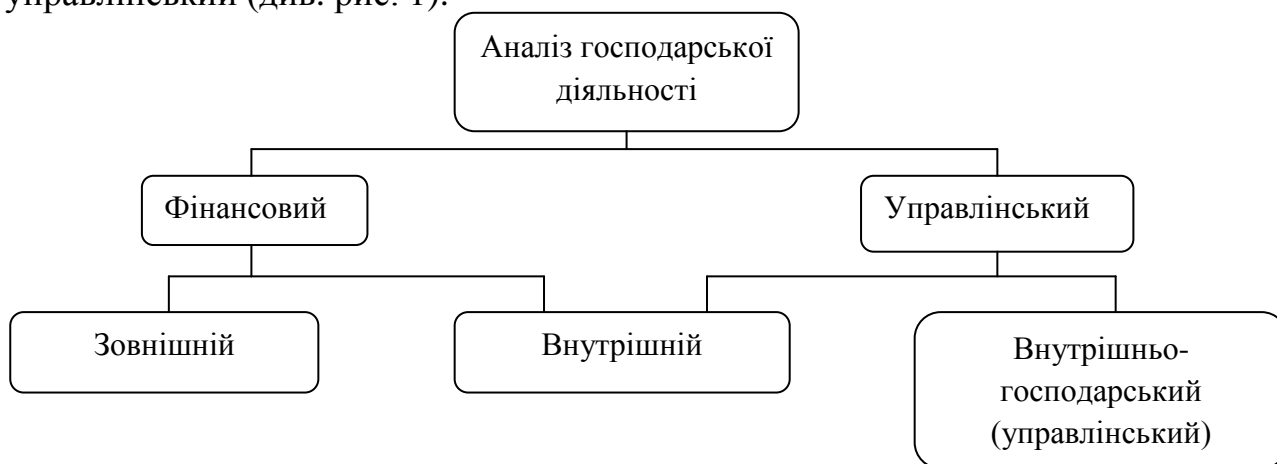 управлінський (див. рис. 1).
Аналіз господарської
діяльності
Фінансовий
Управлінський
Зовнішній
Внутрішній
Внутрішньо-
господарський
(управлінський)